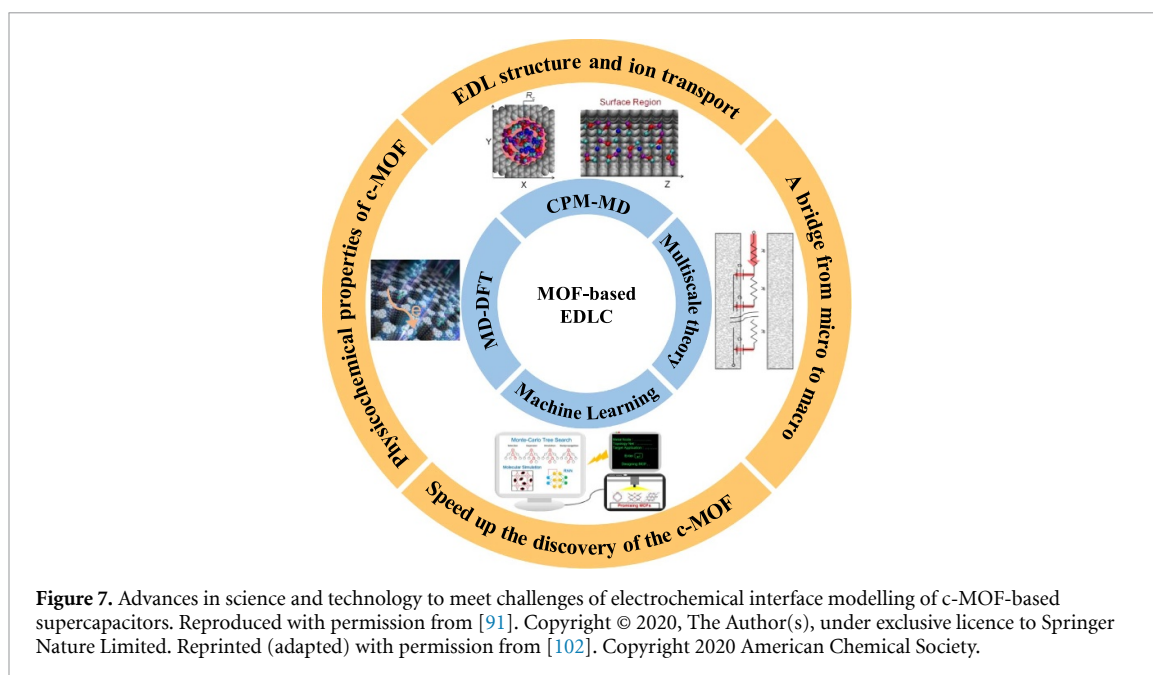 EDL structure and ion transport
R
Surface Region
Y
X
Z
CPM-MD
Physicochemical properties of c-MOF
A bridge from micro to macro
MD-DFT
Multiscale theory
MOF-based
EDLC
e
Machine Learning
Monte-Carlo Tree Search
Molecular Simulation
RNN
Promising MOFs
Speed up the discovery of the c-MOF
Figure 7. Advances in science and technology to meet challenges of electrochemical interface modelling of c-MOF-based
supercapacitors. Reproduced with permission from [91]. Copyright © 2020, The Author(s), under exclusive licence to Springer
Nature Limited. Reprinted (adapted) with permission from [102]. Copyright 2020 American Chemical Society.